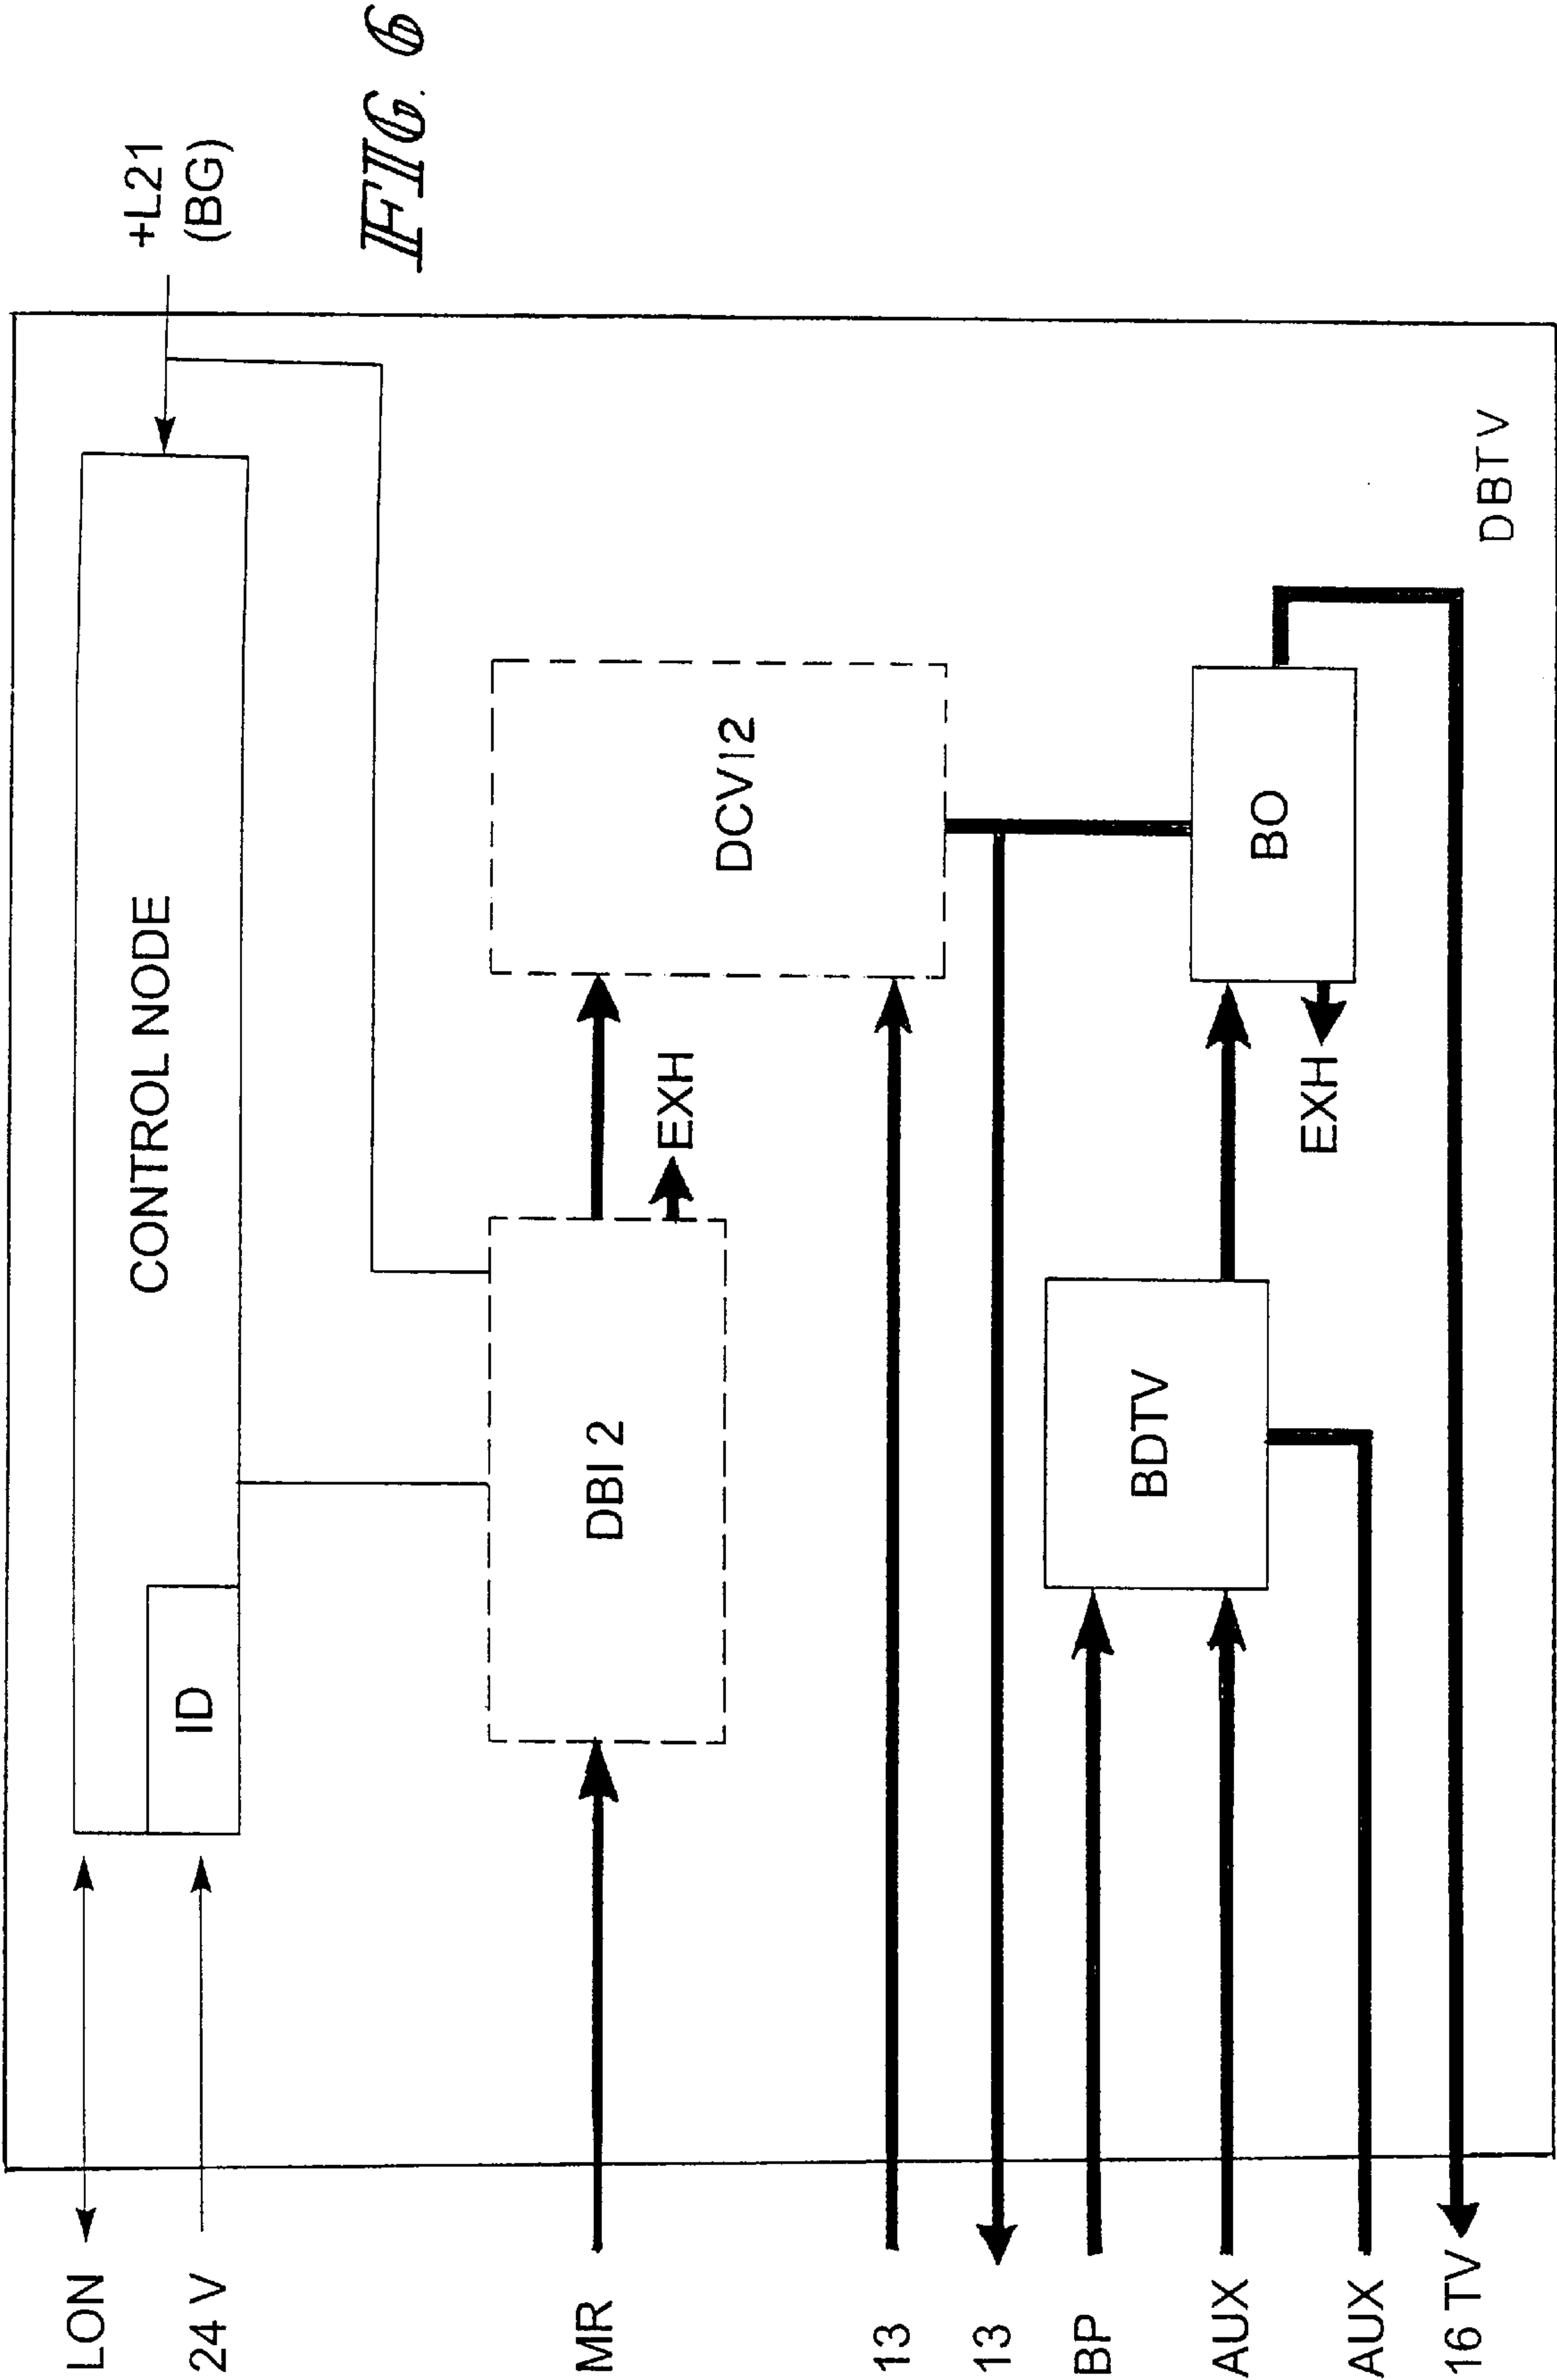 FIG. 6
+L21
(BG)
LON
24 V
CONTROL NODE
ID
MR
DBI 2
EXH
DCV12
13
13
BP
AUX
AUX
16 TV
BDTV
BO
EXH
DBTV